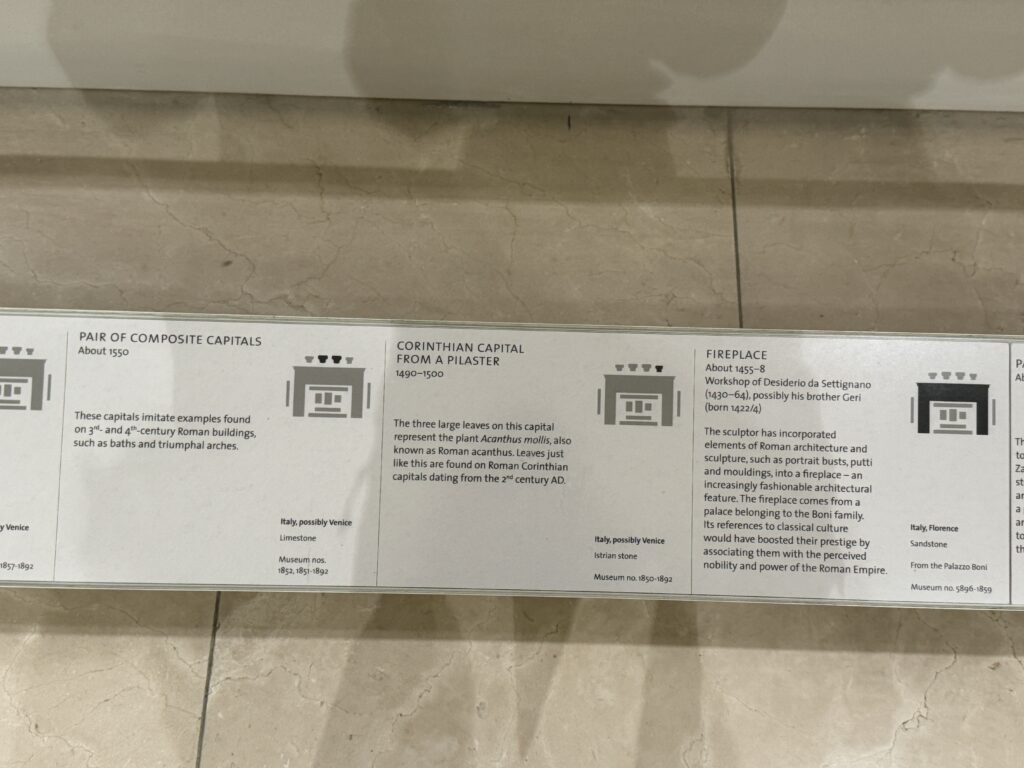 y Venice
1857-1892
PAIR OF COMPOSITE CAPITALS
About 1550
These capitals imitate examples found
on 3rd- and 4th-century Roman buildings,
such as baths and triumphal arches.
Italy, possibly Venice
Limestone
Museum nos.
1852, 1851-1892
CORINTHIAN CAPITAL
FROM A PILASTER
1490–1500
The three large leaves on this capital
represent the plant Acanthus mollis, also
known as Roman acanthus. Leaves just
like this are found on Roman Corinthian
capitals dating from the 2nd century AD.
Italy, possibly Venice
Istrian stone
Museum no. 1850-1892
FIREPLACE
About 1455–8
Workshop of Desiderio da Settignano
(1430–64), possibly his brother Geri
(born 1422/4)
The sculptor has incorporated
elements of Roman architecture and
sculpture, such as portrait busts, putti
and mouldings, into a fireplace – an
increasingly fashionable architectural
feature. The fireplace comes from a
palace belonging to the Boni family.
Its references to classical culture
would have boosted their prestige by
associating them with the perceived
nobility and power of the Roman Empire.
Italy, Florence
Sandstone
From the Palazzo Boni
Museum no. 5896-1859